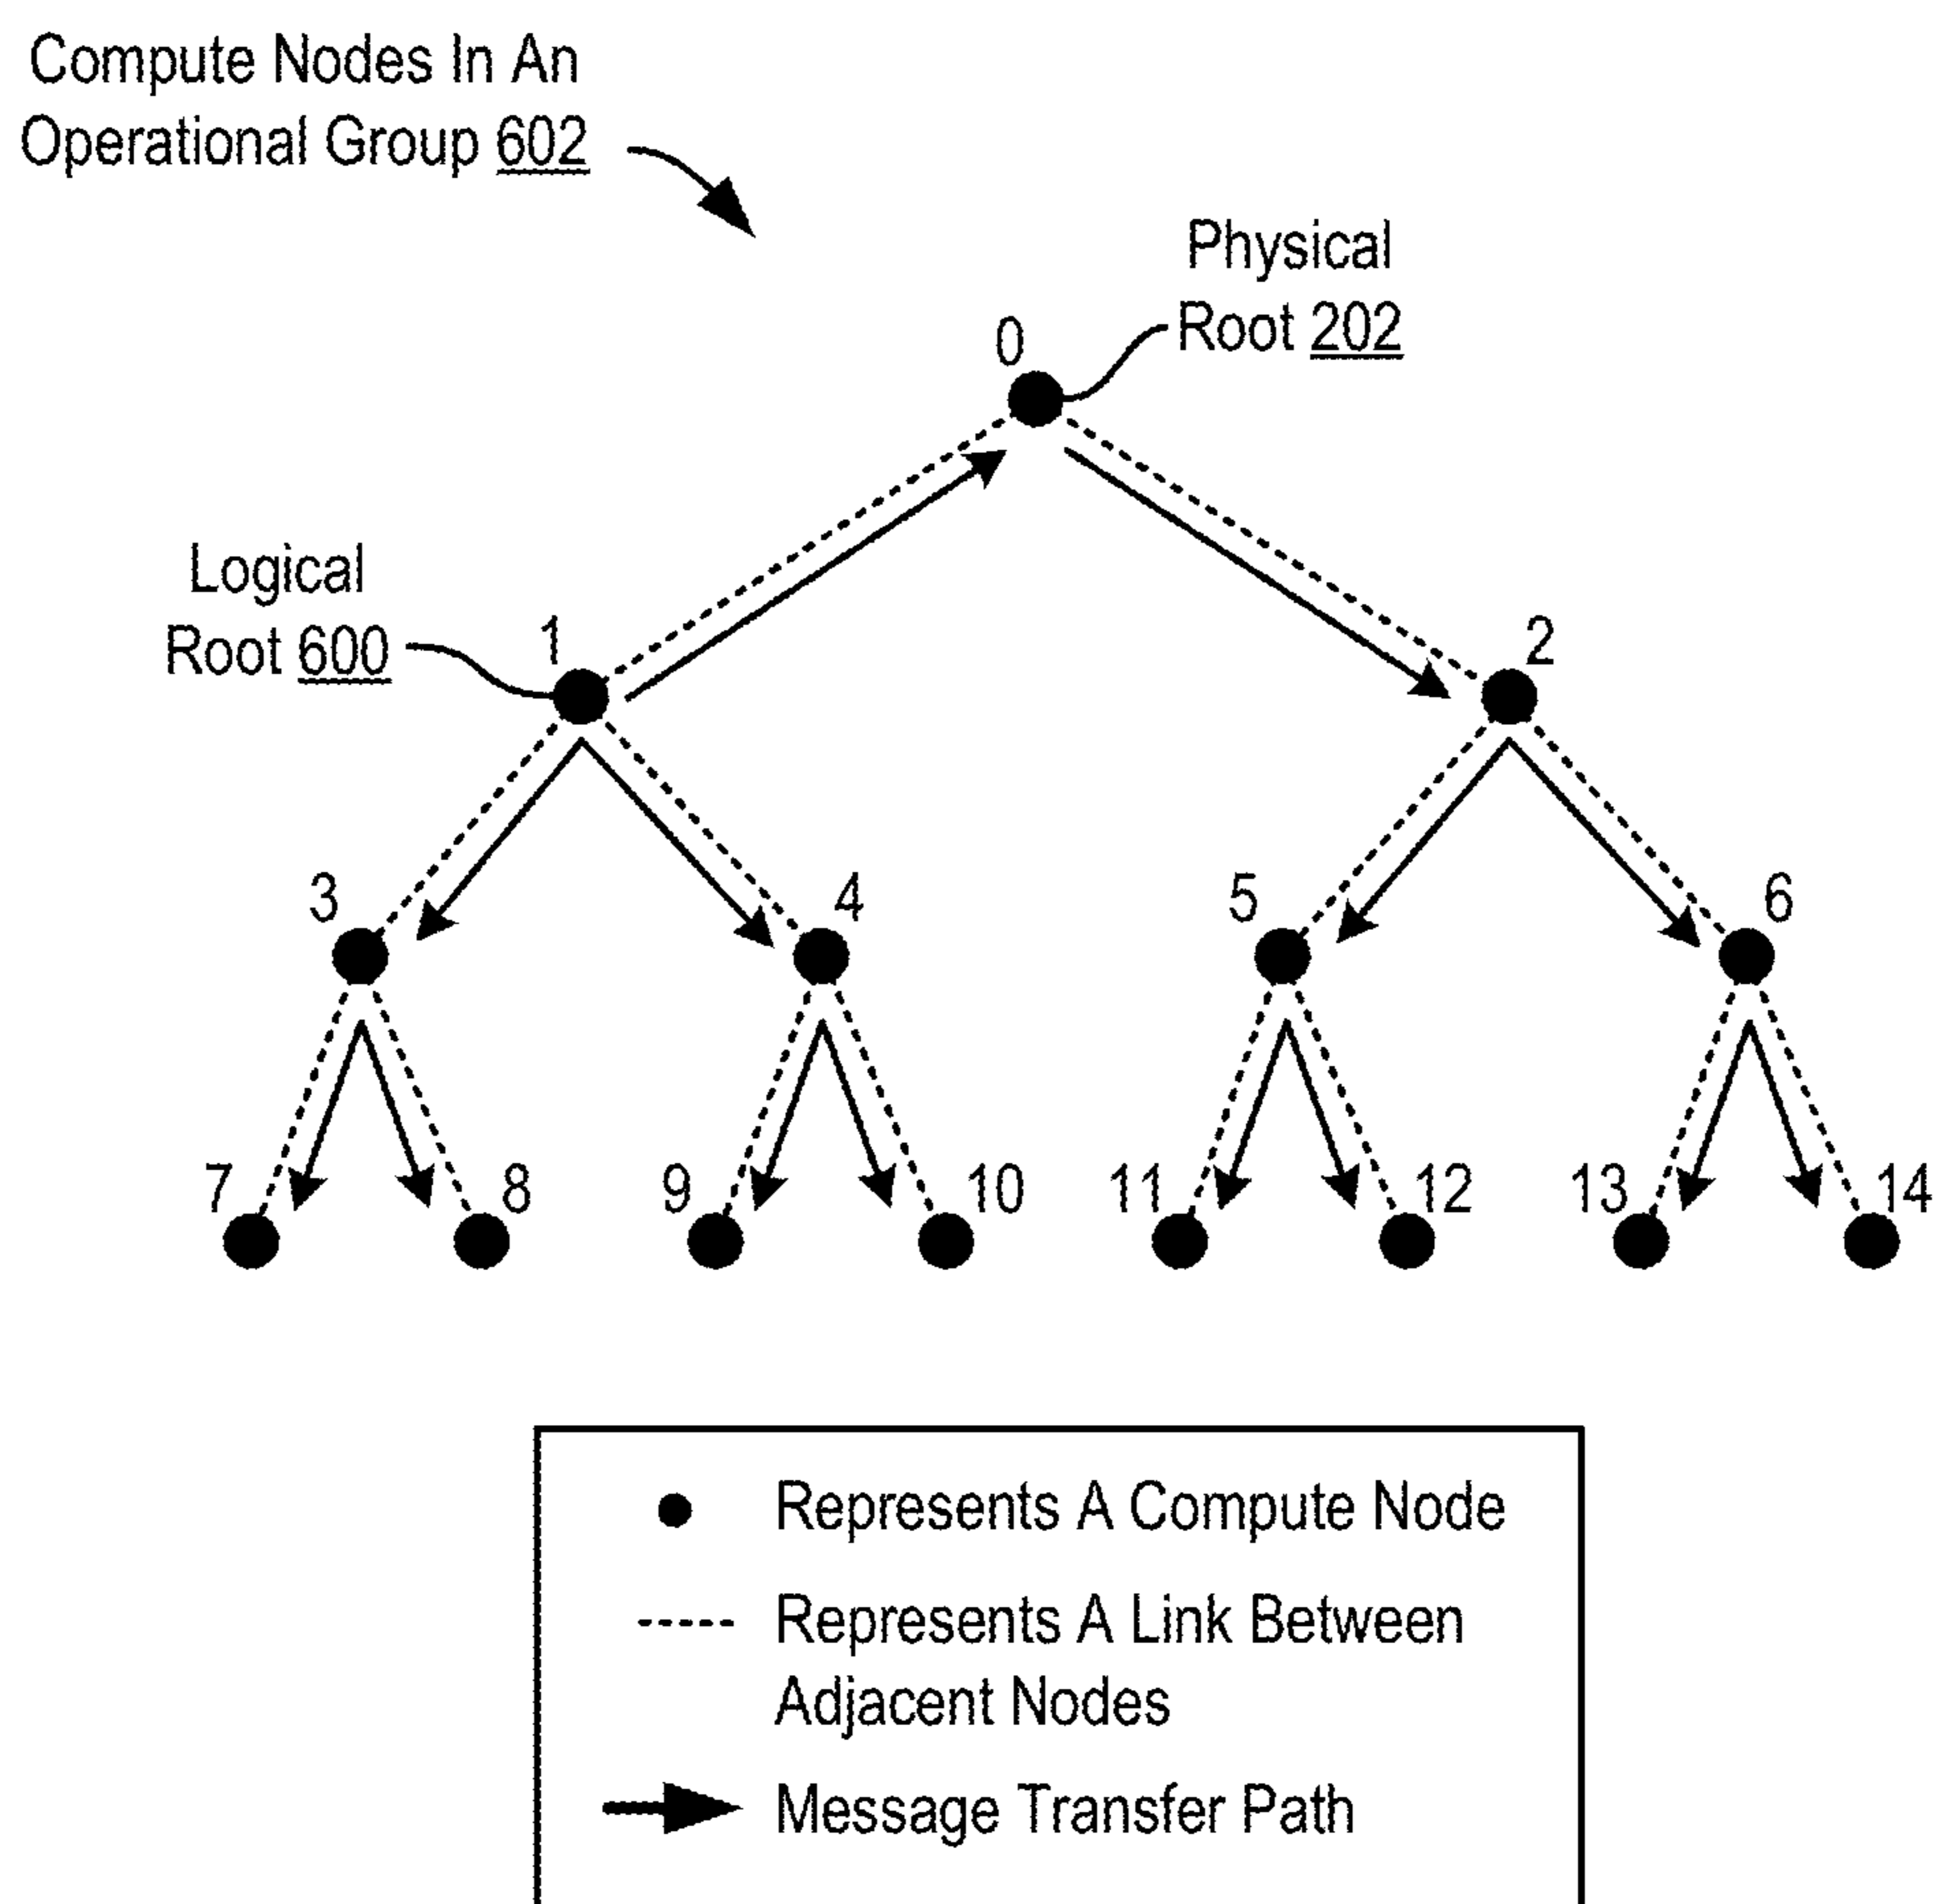 Compute Nodes In An
Operational Group 602
Physical
Root 202
0
Logical
Root 600
1
2
3
4
5
6
7
8
9
10
11
12
13
14
Represents A Compute Node
Represents A Link Between
Adjacent Nodes
Message Transfer Path